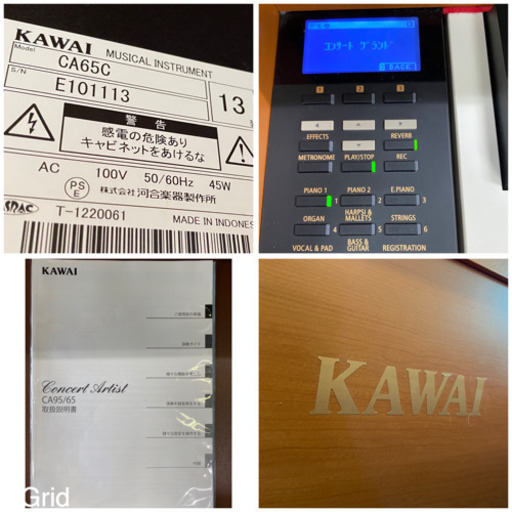 KAWAI MUSICAL INSTRUMENT
Model CA65C
S/N E101113
13
警告
感電の危険あり
キャビネットをあけるな
AC 100V 50/60Hz 45W
PSE 株式会社 河合楽器製作所
T-1220061 MADE IN INDONES
コンサート グランド
BACK
1 2 3
EFFECTS REVERB
METRONOME PLAY/STOP REC
PIANO 1 PIANO 2 E.PIANO
1 2 3
ORGAN HARPSI & MALLETS STRINGS
4 5 6
VOCAL & PAD BASS & GUITAR REGISTRATION
KAWAI
Concert Artist
CA95/65
取扱説明書
Grid
KAWAI